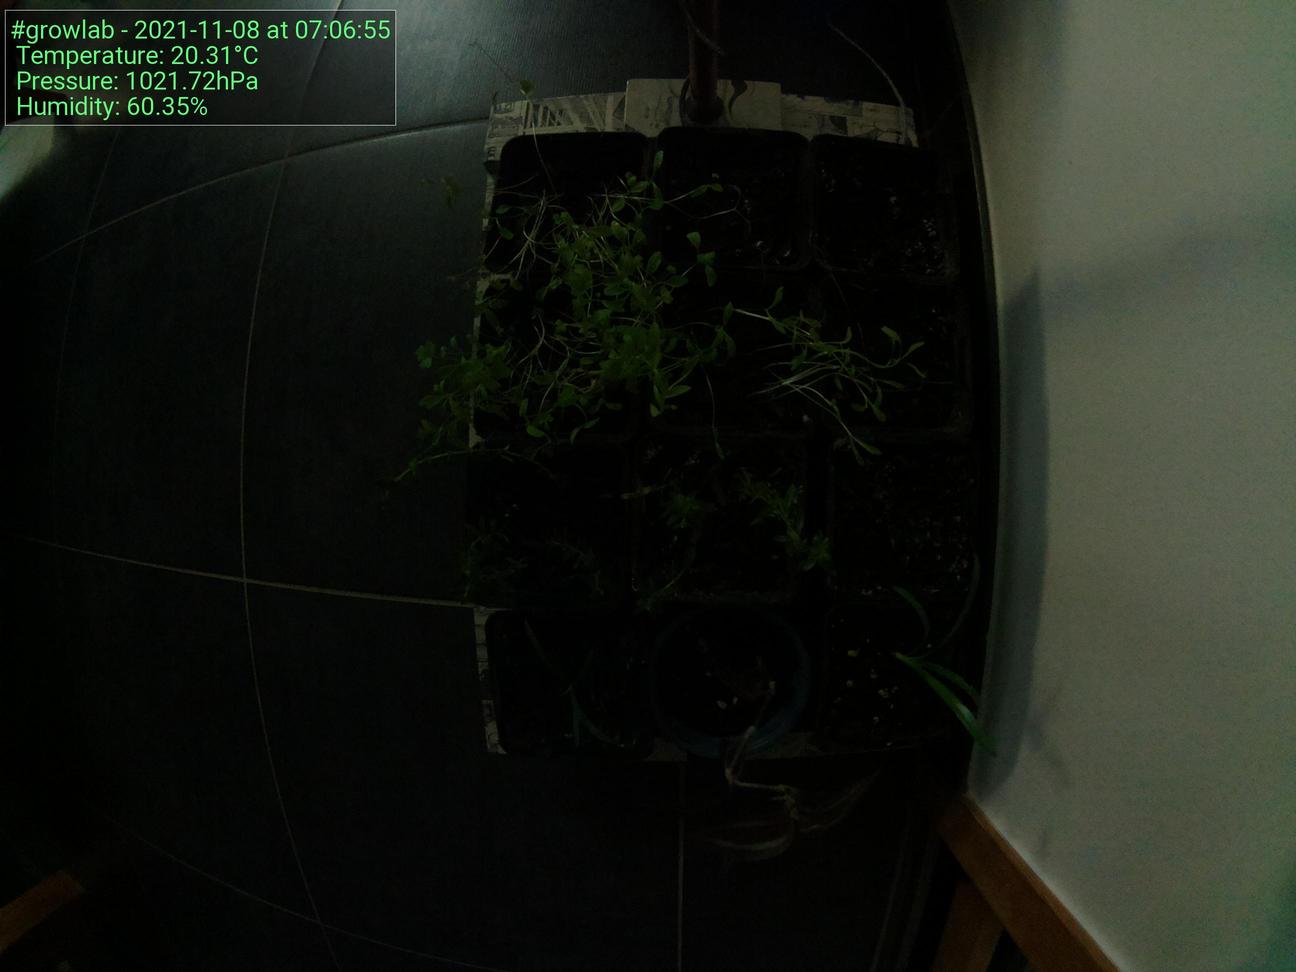 #growlab - 2021-11-08 at 07:06:55
Temperature: 20.31°C
Pressure: 1021.72hPa
Humidity: 60.35%